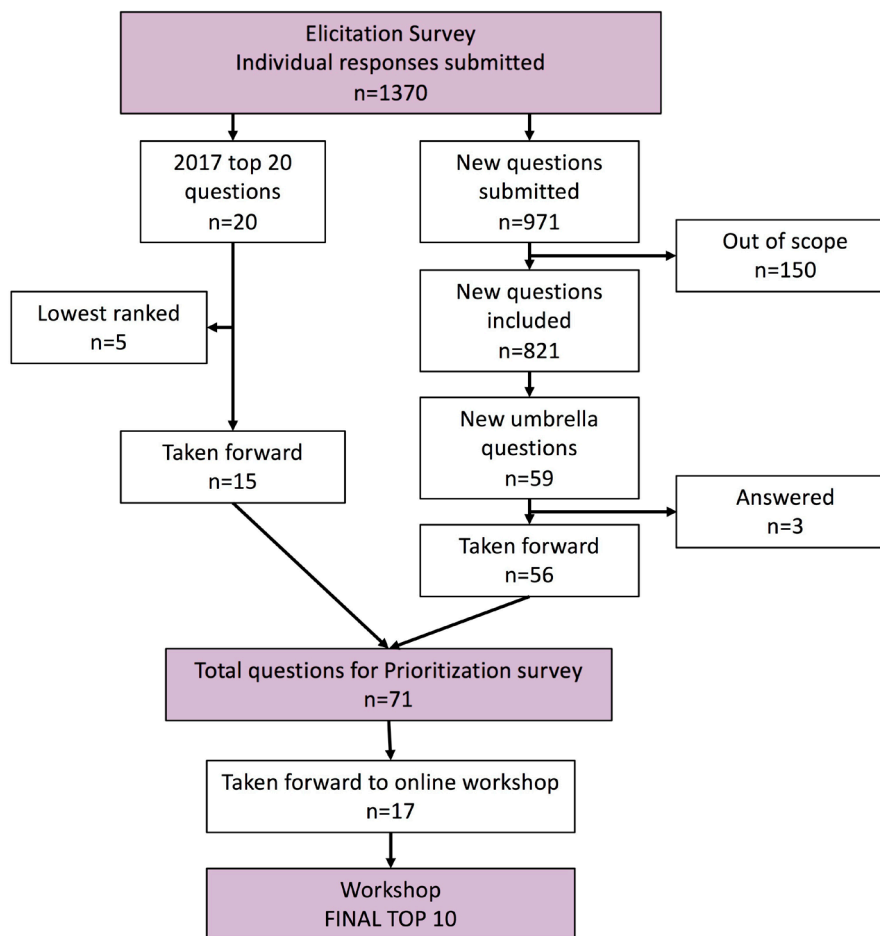 Elicitation Survey
Individual responses submitted
n=1370
2017 top 20
questions
n=20
New questions
submitted
n=971
Out of scope
n=150
Lowest ranked
n=5
New questions
included
n=821
Taken forward
n=15
New umbrella
questions
n=59
Answered
n=3
Taken forward
n=56
Total questions for Prioritization survey
n=71
Taken forward to online workshop
n=17
Workshop
FINAL TOP 10